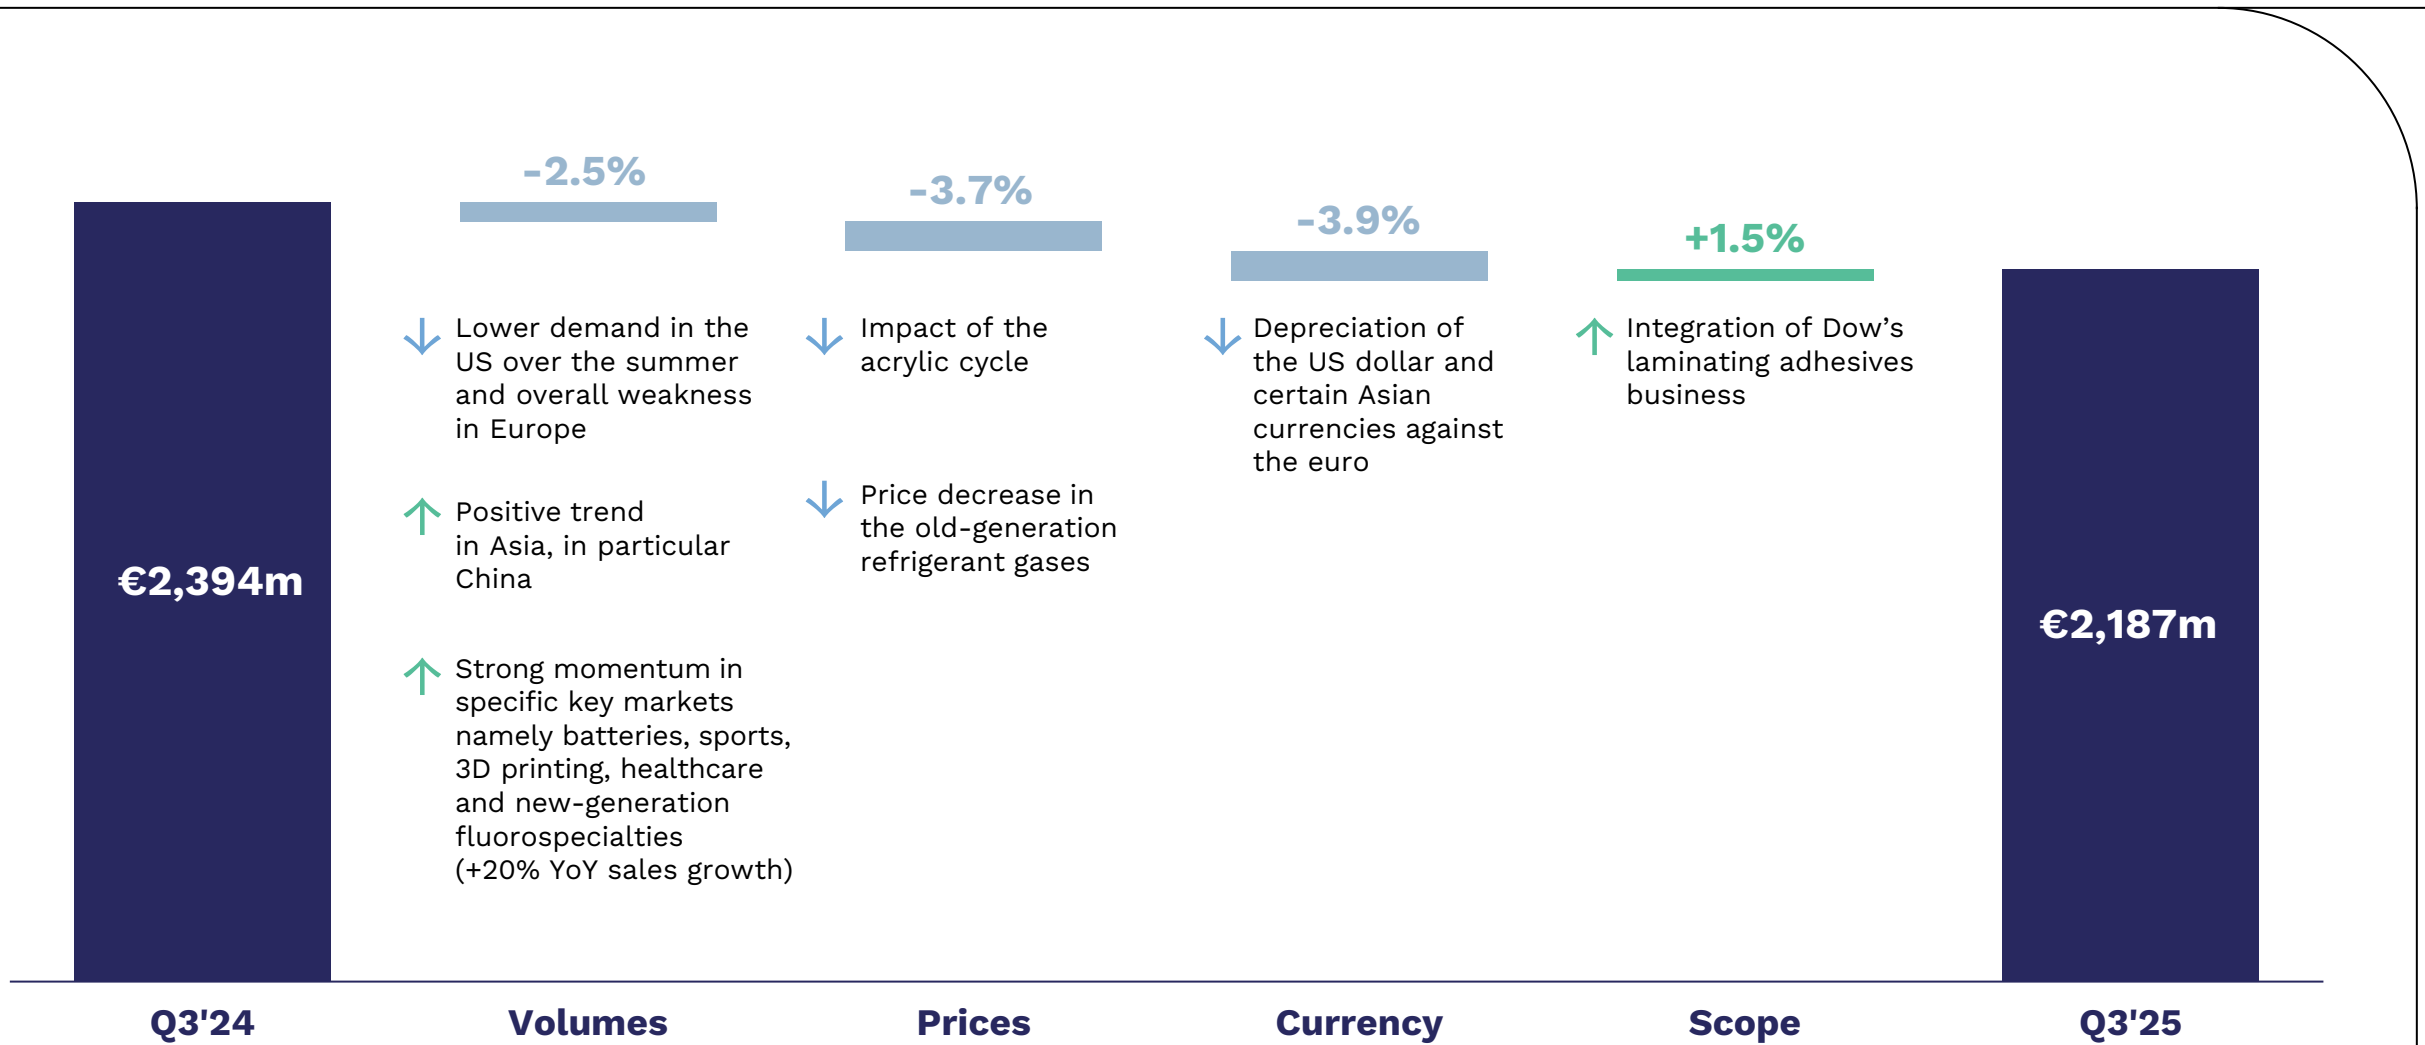 -2.5%
-3.7%
-3.9%
+1.5%
€2,394m
Lower demand in the
US over the summer
and overall weakness
in Europe
Positive trend
in Asia, in particular
China
Strong momentum in
specific key markets
namely batteries, sports,
3D printing, healthcare
and new-generation
fluorospecialties
(+20% YoY sales growth)
Impact of the
acrylic cycle
Price decrease in
the old-generation
refrigerant gases
Depreciation of
the US dollar and
certain Asian
currencies against
the euro
Integration of Dow’s
laminating adhesives
business
€2,187m
Q3'24
Volumes
Prices
Currency
Scope
Q3'25